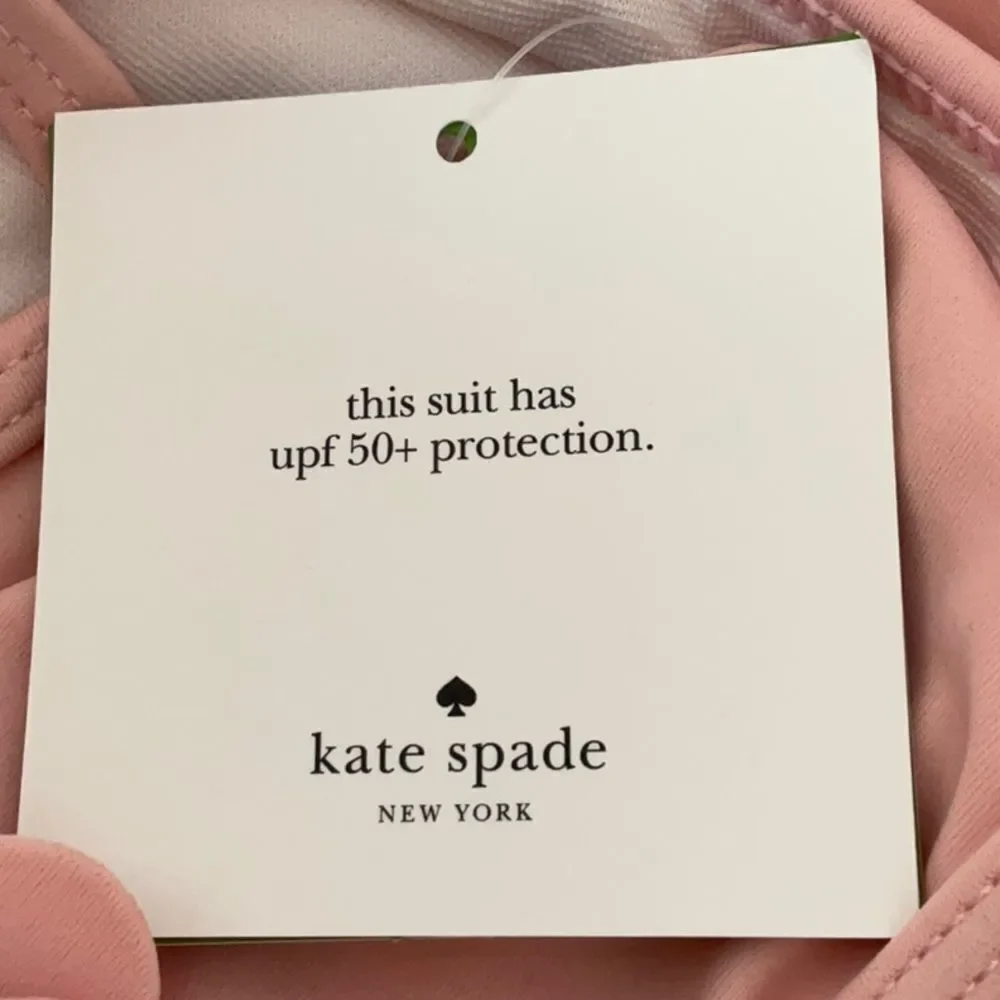 this suit has
upf 50+ protection.
kate spade
NEW YORK